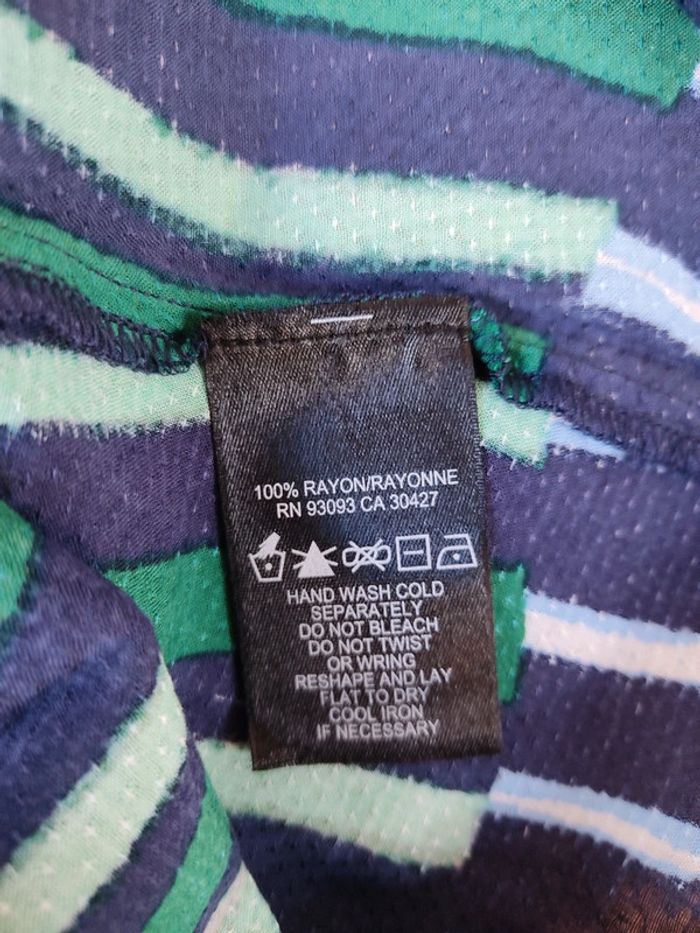 100% RAYON/RAYONNE
RN 93093 CA 30427
HAND WASH COLD
SEPARATELY
DO NOT BLEACH
DO NOT TWIST
OR WRING
RESHAPE AND LAY
FLAT TO DRY
COOL IRON
IF NECESSARY